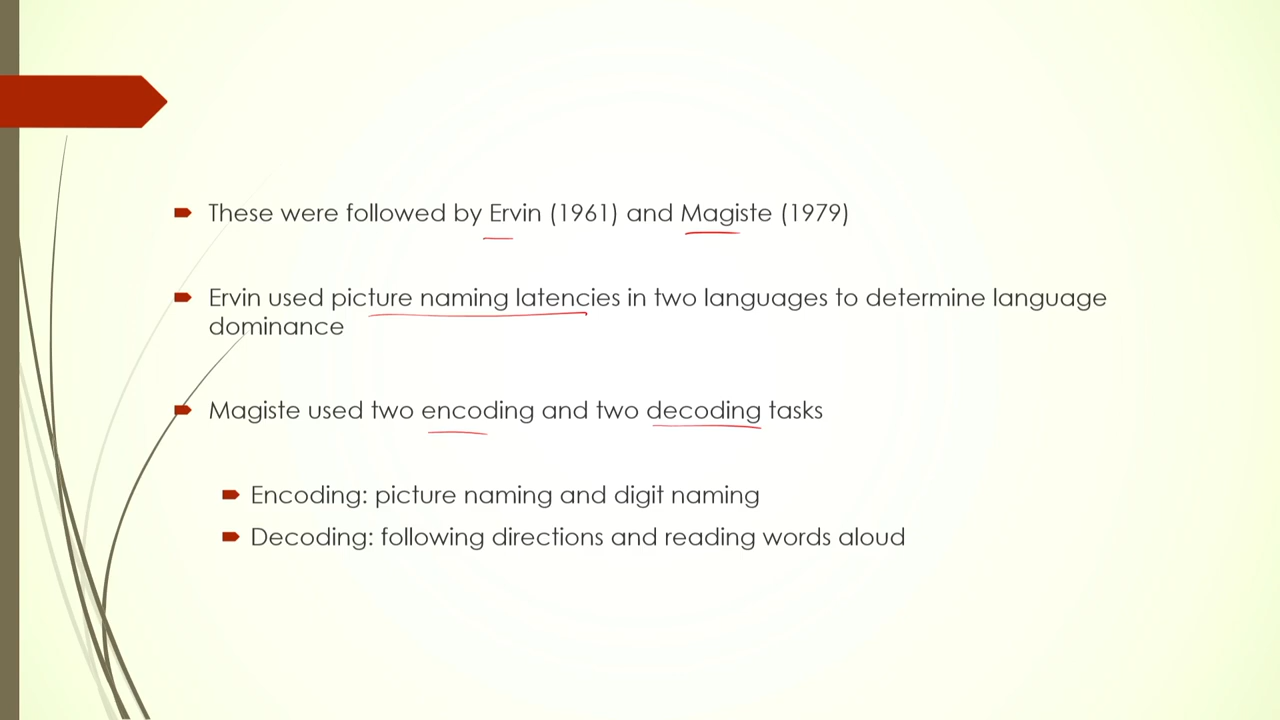 These were followed by Ervin (1961) and Magiste (1979)
Ervin used picture naming latencies in two languages to determine language
dominance
Magiste used two encoding and two decoding tasks
Encoding: picture naming and digit naming
Decoding: following directions and reading words aloud